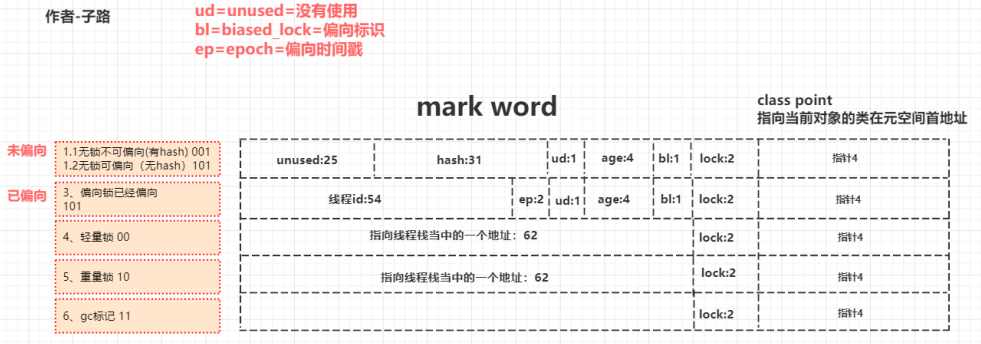 作者-子路
ud=unused=没有使用
bl=biased_lock=偏向标识
ep=epoch=偏向时间戳
mark word
class point
指向当前对象的类在元空间首地址
未偏向
1.1无锁不可偏向(有hash) 001
1.2无锁可偏向（无hash）101
unused:25
hash:31
ud:1
age:4
bl:1
lock:2
指针4
已偏向
3、偏向锁已经偏向
101
线程id:54
ep:2
ud:1
age:4
bl:1
lock:2
指针4
4、轻量锁 00
指向线程栈当中的一个地址：62
lock:2
指针4
5、重量锁 10
指向线程栈当中的一个地址：62
lock:2
指针4
6、gc标记 11
lock:2
指针4